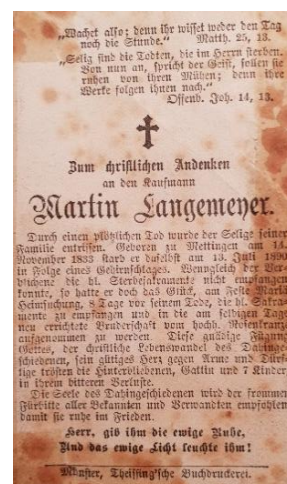 „Wachet also; denn ihr wisset weder den Tag
noch die Stunde.“ Matth. 25, 13.
„Selig sind die Todten, die im Herrn sterben.
Von nun an, spricht der Geist, sollen sie
ruhen von ihren Mühen; denn ihre
Werke folgen ihnen nach.“
Offenb. Joh. 14, 13.
Zum christlichen Andenken
an den Kaufmann
Martin Langemeyer.
Durch einen plötzlichen Tod wurde der Selige seiner
Familie entrissen. Geboren zu Mettingen am 14.
November 1833 starb er daselbst am 13. Juli 1890
in Folge eines Gehirnschlages. Wenngleich der Ver-
blichene die hl. Sterbesakramente nicht empfangen
konnte, so hatte er doch das Glück, am Feste Mariä
Heimsuchung, 8 Tage vor seinem Tode, die hl. Sakra-
mente zu empfangen und in die am selbigen Tage
neu errichtete Bruderschaft vom hochh. Rosenkranz
aufgenommen zu werden. Diese gnädige Fügung
Gottes, der christliche Lebenswandel des Dahinge-
schiedenen, sein gütiges Herz gegen Arme und Dürf-
tige trösten die Hinterbliebenen, Gattin und 7 Kinder
in ihrem bitteren Verluste.
Die Seele des Dahingeschiedenen wird der frommen
Fürbitte aller Bekannten und Verwandten empfohlen
damit sie ruhe im Frieden.
Herr, gib ihm die ewige Ruhe,
Und das ewige Licht leuchte ihm!
Münster, Theissing'sche Buchdruckerei.